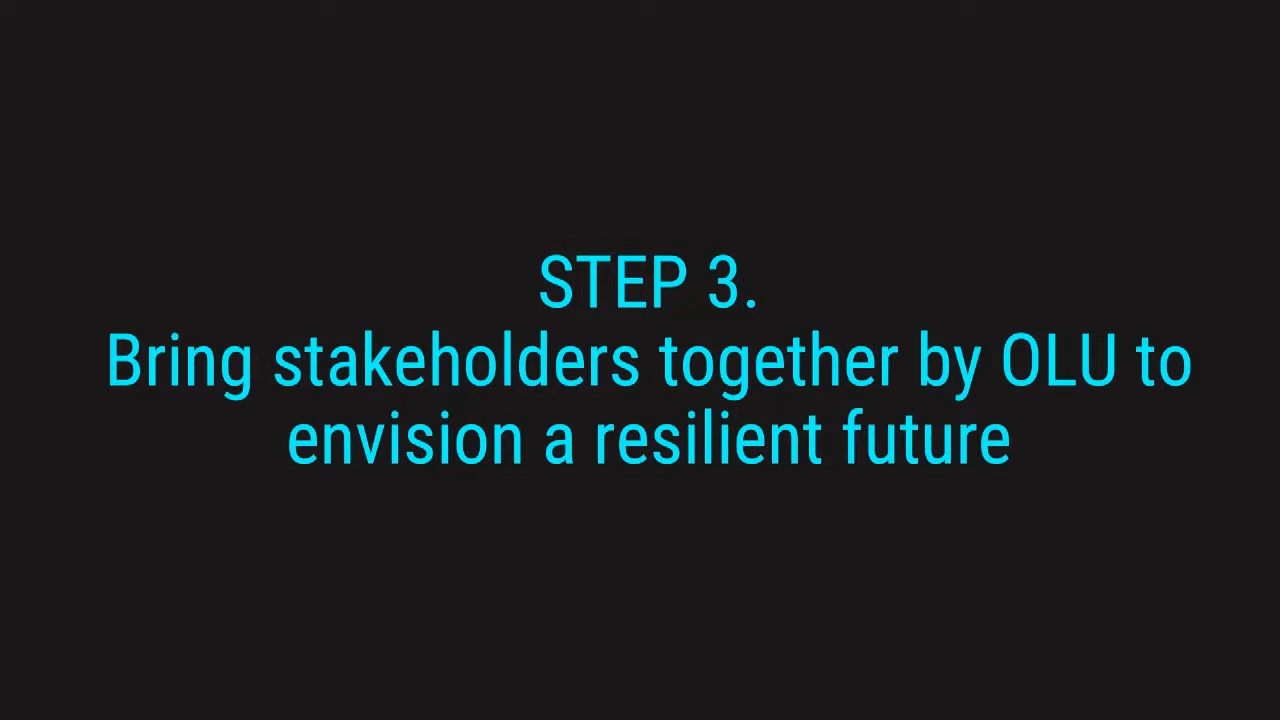 STEP 3.
Bring stakeholders together by OLU to
envision a resilient future